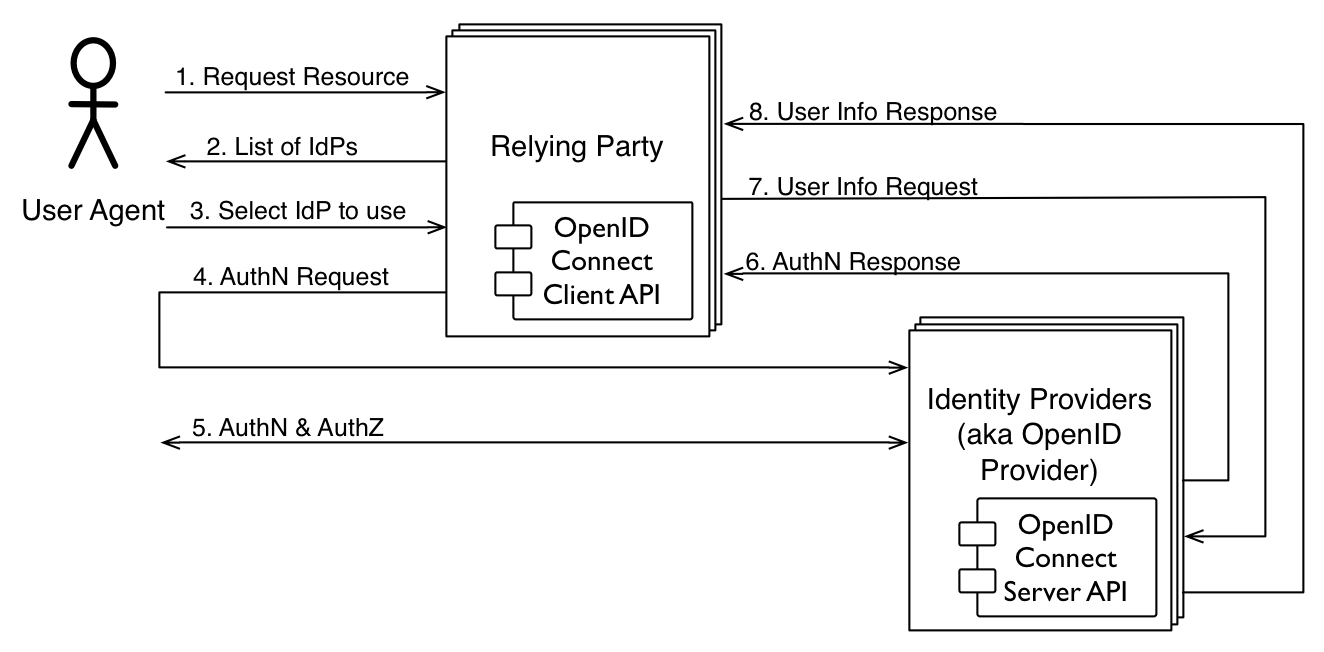 1. Request Resource
2. List of IdPs
User Agent
3. Select IdP to use
4. AuthN Request
5. AuthN & AuthZ
Relying Party
OpenID
Connect
Client API
8. User Info Response
7. User Info Request
6. AuthN Response
Identity Providers
(aka OpenID
Provider)
OpenID
Connect
Server API